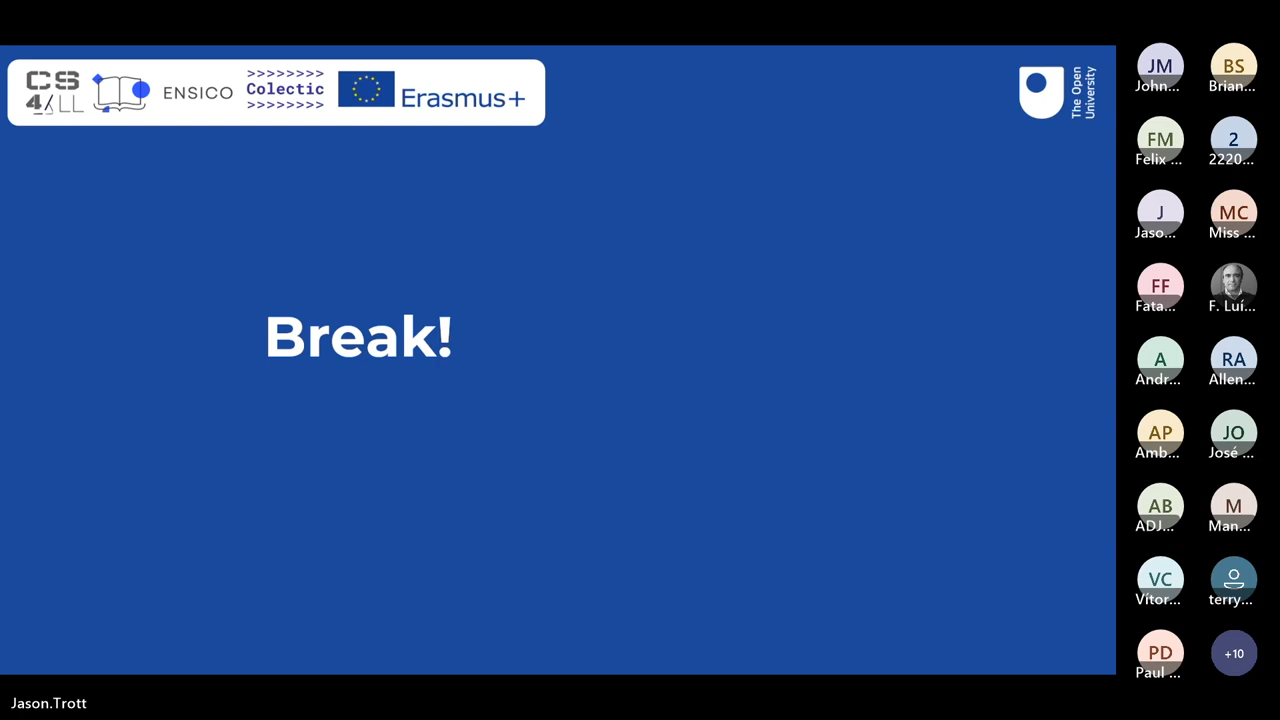 CS
4ALL
ENSICO
>>>>>>>>
Colectic
>>>>>>>>
Erasmus+
The Open
University
Break!
JM
John...
BS
Brian...
FM
Felix ...
2
2220...
J
Jaso...
MC
Miss ...
FF
Fata...
F. Luí...
A
Andr...
RA
Allen...
AP
Amb...
JO
José ...
AB
ADJ...
M
Man...
VC
Vítor...
terry...
PD
Paul ...
+10
Jason.Trott